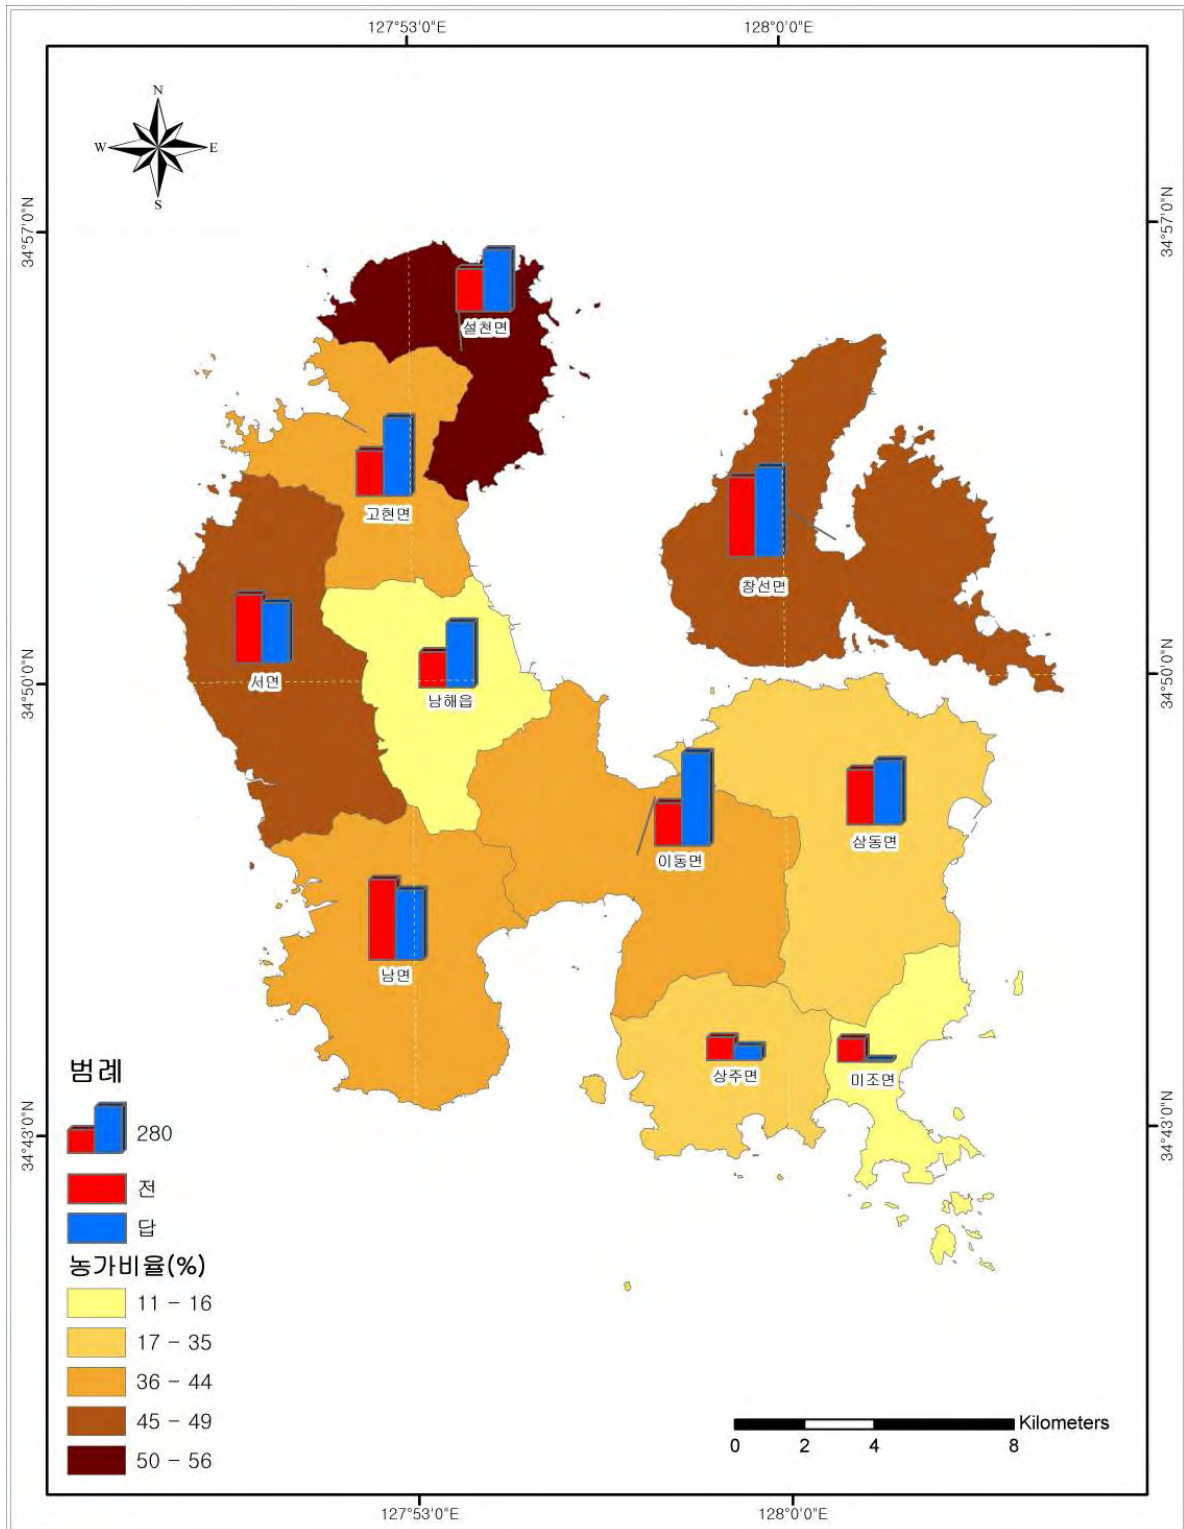 127°53'0"E
128°0'0"E
N
W
E
S
34°57'0"N
34°57'0"N
설천면
고현면
창선면
서면
남해읍
34°50'0"N
34°50'0"N
이동면
삼동면
남면
상주면
미조면
34°43'0"N
34°43'0"N
범례
280
전
답
농가비율(%)
11 - 16
17 - 35
36 - 44
45 - 49
50 - 56
Kilometers
0 2 4 8
127°53'0"E
128°0'0"E